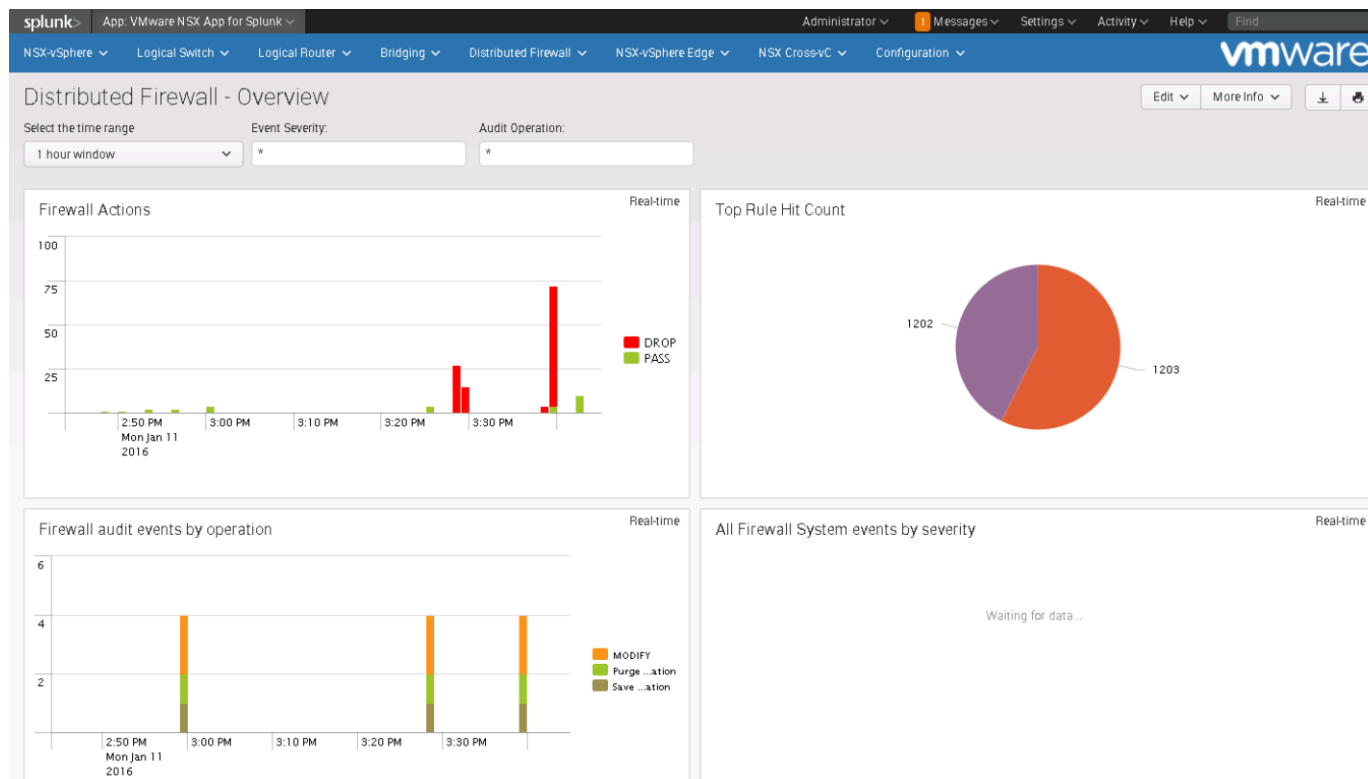 splunk> App: VMware NSX App for Splunk Administrator 1 Messages Settings Activity Help Find
NSX-vSphere Logical Switch Logical Router Bridging Distributed Firewall NSX-vSphere Edge NSX Cross-vC Configuration vmware
Distributed Firewall - Overview Edit More Info
Select the time range Event Severity: Audit Operation:
1 hour window * *
Firewall Actions Real-time
100
75
50
25
DROP
PASS
2:50 PM 3:00 PM 3:10 PM 3:20 PM 3:30 PM
Mon Jan 11
2016
Top Rule Hit Count Real-time
1202
1203
Firewall audit events by operation Real-time
6
4
2
MODIFY
Purge ...ation
Save ...ation
2:50 PM 3:00 PM 3:10 PM 3:20 PM 3:30 PM
Mon Jan 11
2016
All Firewall System events by severity Real-time
Waiting for data...